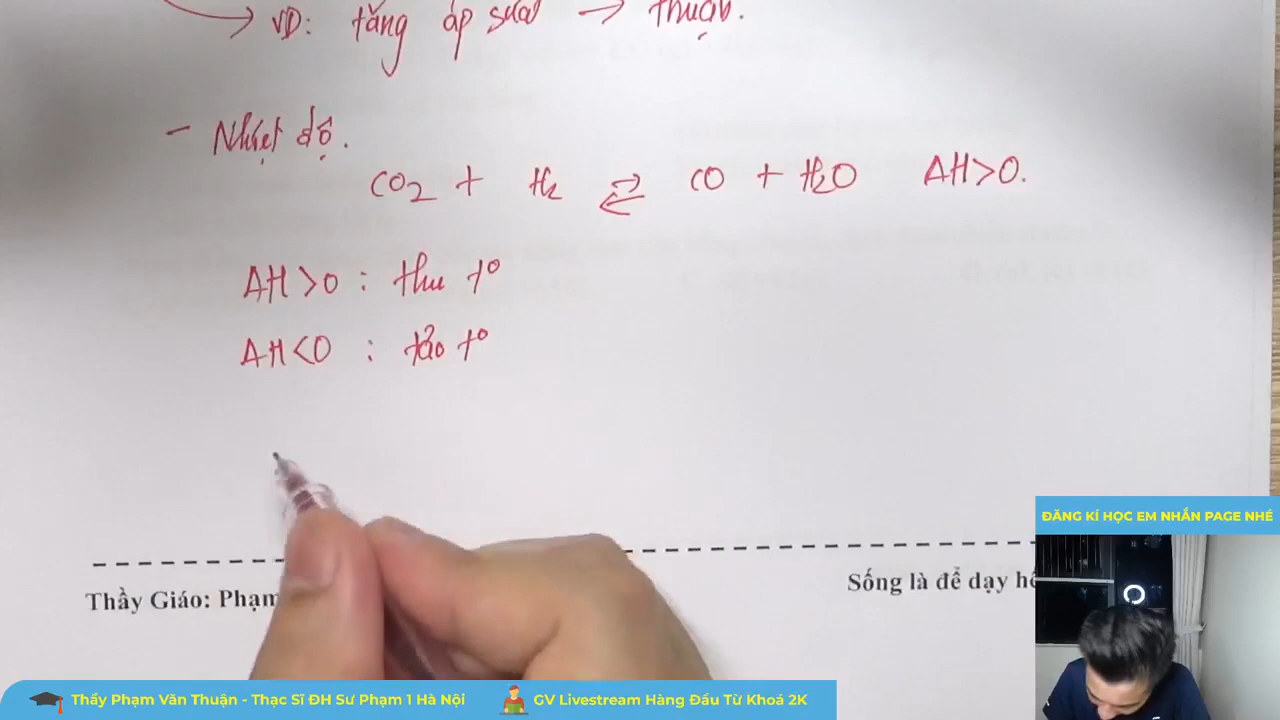 VD: tăng áp suất → thuận.
- Nhiệt độ.
CO2 + H2 ⇄ CO + H2O ΔH>0.
ΔH>0 : thu t°
ΔH<0 : tỏa t°
ĐĂNG KÍ HỌC EM NHẮN PAGE NHÉ
Thầy Giáo: Phạm
Sống là để dạy
Thầy Phạm Văn Thuận - Thạc Sĩ ĐH Sư Phạm 1 Hà Nội
GV Livestream Hàng Đầu Từ Khoá 2K